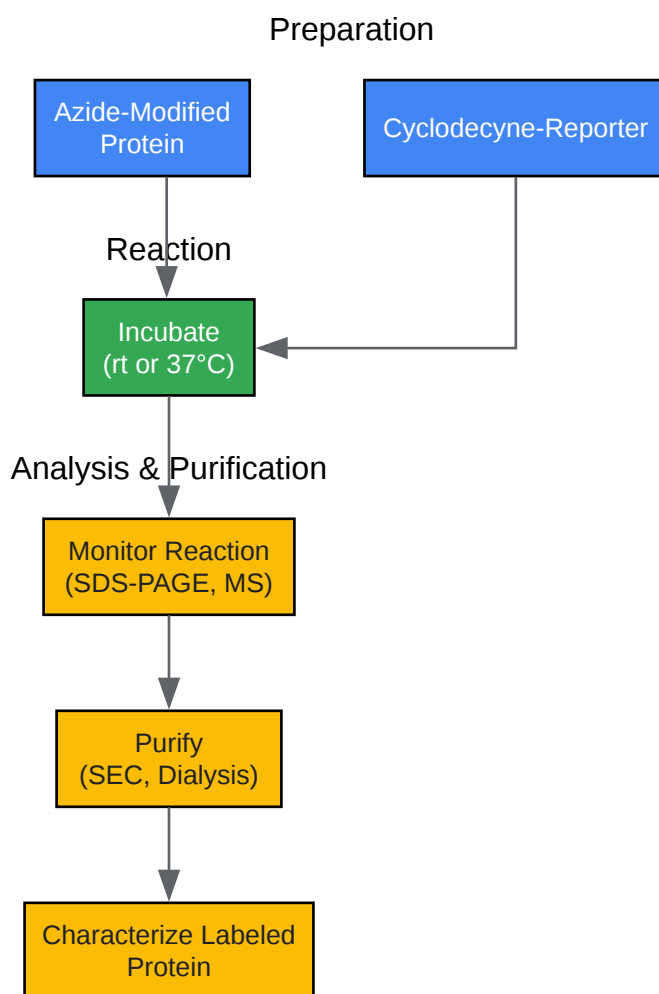 Preparation
Azide-Modified
Protein
Cyclodecyne-Reporter
Reaction
Incubate
(rt or 37°C)
Analysis & Purification
Monitor Reaction
(SDS-PAGE, MS)
Purify
(SEC, Dialysis)
Characterize Labeled
Protein